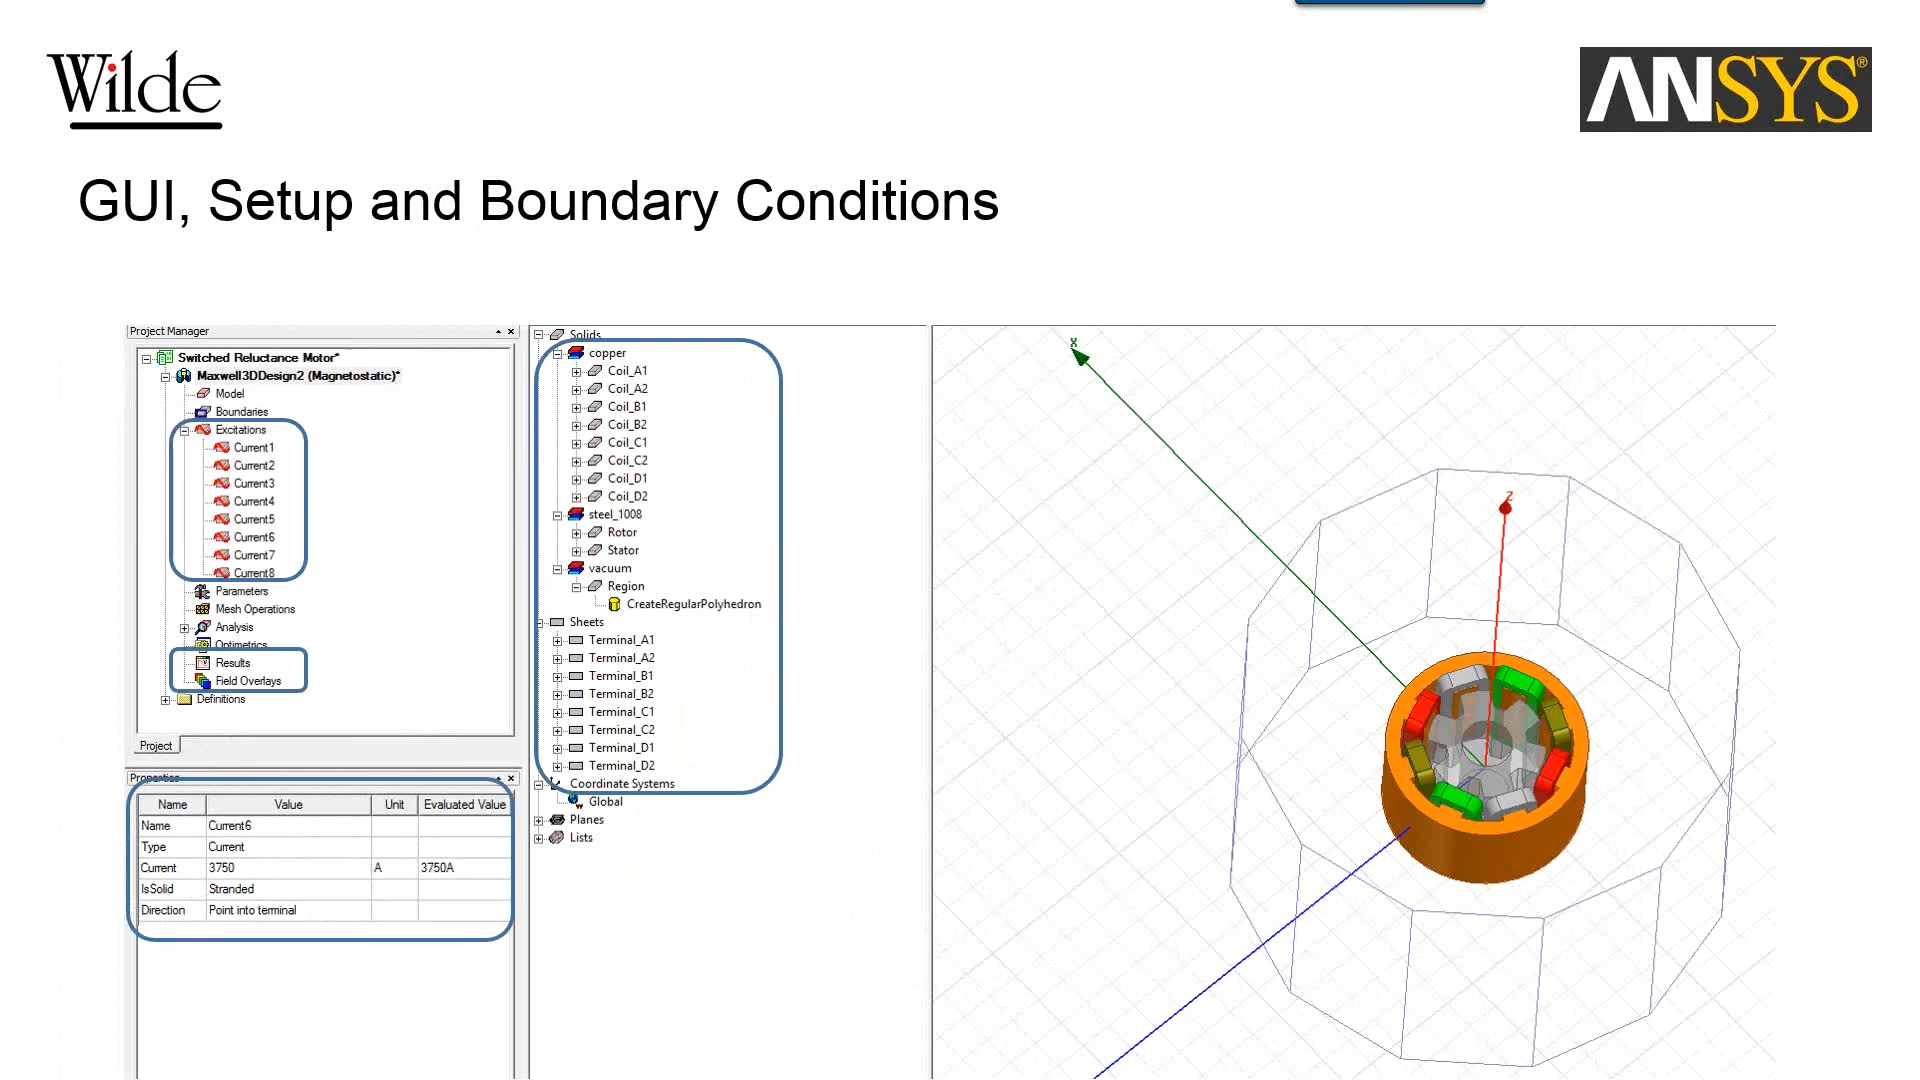 Wilde
ANSYS®
GUI, Setup and Boundary Conditions
Project Manager
Switched Reluctance Motor*
Maxwell3DDesign2 (Magnetostatic)*
Model
Boundaries
Excitations
Current1
Current2
Current3
Current4
Current5
Current6
Current7
Current8
Parameters
Mesh Operations
Analysis
Optimetrics
Results
Field Overlays
Definitions
Project
Properties
Name Value Unit Evaluated Value
Name Current6
Type Current
Current 3750 A 3750A
IsSolid Stranded
Direction Point into terminal
Solids
copper
Coil_A1
Coil_A2
Coil_B1
Coil_B2
Coil_C1
Coil_C2
Coil_D1
Coil_D2
steel_1008
Rotor
Stator
vacuum
Region
CreateRegularPolyhedron
Sheets
Terminal_A1
Terminal_A2
Terminal_B1
Terminal_B2
Terminal_C1
Terminal_C2
Terminal_D1
Terminal_D2
Coordinate Systems
Global
Planes
Lists
X
Z